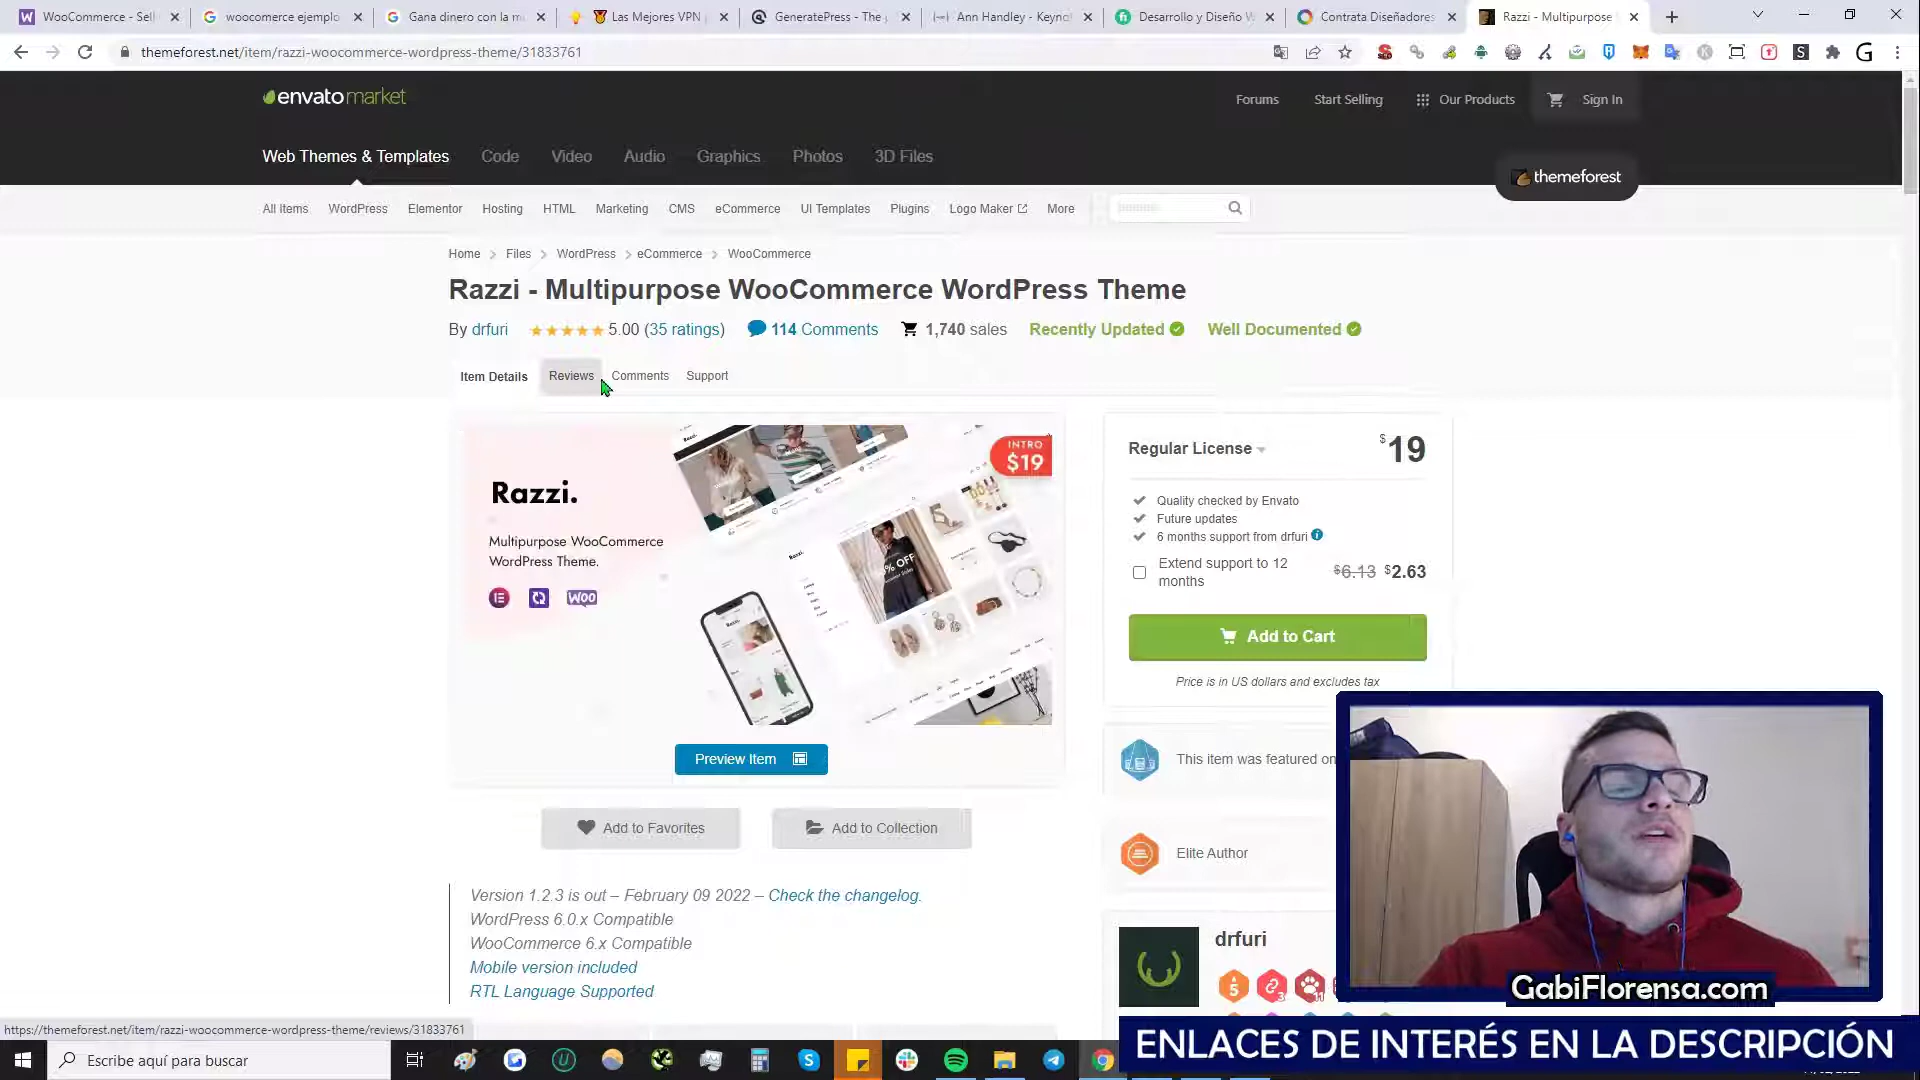 WooCommerce - Sell
woocomerce ejemplo
Gana dinero con la m
Las Mejores VPN
GeneratePress - The
Ann Handley - Keyno
Desarrollo y Diseño W
Contrata Diseñadores
Razzi - Multipurpose
themeforest.net/item/razzi-woocommerce-wordpress-theme/31833761
envato market
Forums
Start Selling
Our Products
Sign In
Web Themes & Templates
Code
Video
Audio
Graphics
Photos
3D Files
themeforest
All Items
WordPress
Elementor
Hosting
HTML
Marketing
CMS
eCommerce
UI Templates
Plugins
Logo Maker
More
Home > Files > WordPress > eCommerce > WooCommerce
Razzi - Multipurpose WooCommerce WordPress Theme
By drfuri 5.00 (35 ratings) 114 Comments 1,740 sales Recently Updated Well Documented
Item Details
Reviews
Comments
Support
INTRO
$19
Razzi.
Multipurpose WooCommerce
WordPress Theme.
WOO
Regular License $19
Quality checked by Envato
Future updates
6 months support from drfuri
Extend support to 12
months
$6.13 $2.63
Add to Cart
Price is in US dollars and excludes tax
Preview Item
Add to Favorites
Add to Collection
This item was featured on
Elite Author
Version 1.2.3 is out – February 09 2022 – Check the changelog.
WordPress 6.0.x Compatible
WooCommerce 6.x Compatible
Mobile version included
RTL Language Supported
drfuri
GabiFlorensa.com
https://themeforest.net/item/razzi-woocommerce-wordpress-theme/reviews/31833761
ENLACES DE INTERÉS EN LA DESCRIPCIÓN
Escribe aquí para buscar